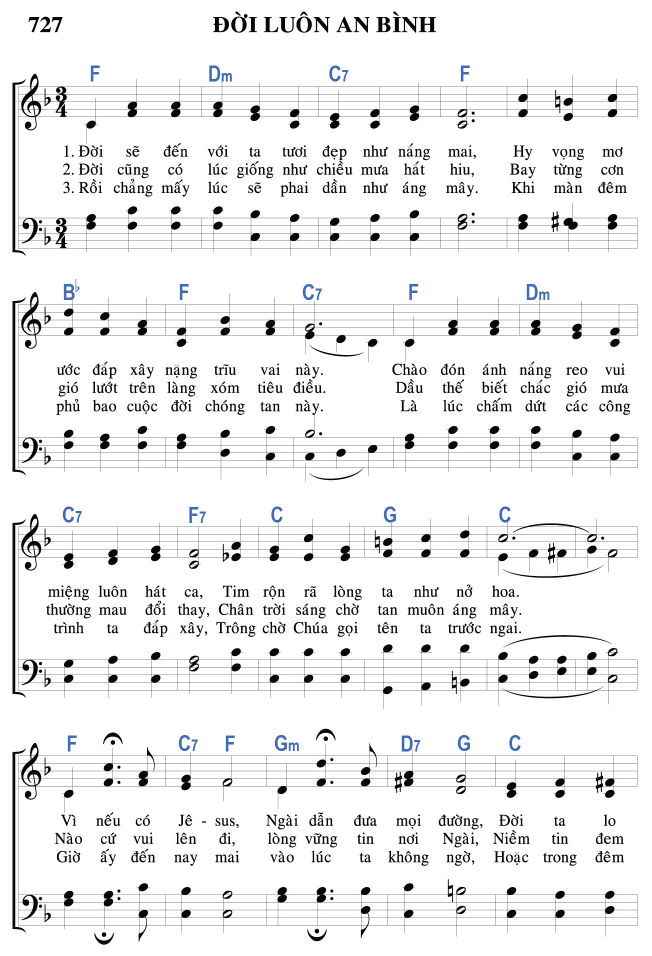 727 ĐỜI LUÔN AN BÌNH
F Dm C7 F
3 4
1. Đời sẽ đến với ta tươi đẹp như nắng mai, Hy vọng mơ
2. Đời cũng có lúc giống như chiều mưa hắt hiu, Bay từng cơn
3. Rồi chẳng mấy lúc sẽ phai dần như áng mây. Khi màn đêm
3 4
B♭ F C7 F Dm
ước đáp xây nặng trĩu vai này. Chào đón ánh nắng reo vui
gió lướt trên làng xóm tiêu điều. Dầu thế biết chắc gió mưa
phủ bao cuộc đời chóng tan này. Là lúc chấm dứt các công
C7 F7 C G C
miệng luôn hát ca, Tim rộn rã lòng ta như nở hoa.
thường mau đổi thay, Chân trời sáng chờ tan muôn áng mây.
trình ta đáp xây, Trông chờ Chúa gọi tên ta trước ngai.
F C7 F Gm D7 G C
Vì nếu có Jê - sus, Ngài dẫn đưa mọi đường, Đời ta lo
Nào cứ vui lên đi, lòng vững tin nơi Ngài, Niềm tin đem
Giờ ấy đến nay mai vào lúc ta không ngờ, Hoặc trong đêm